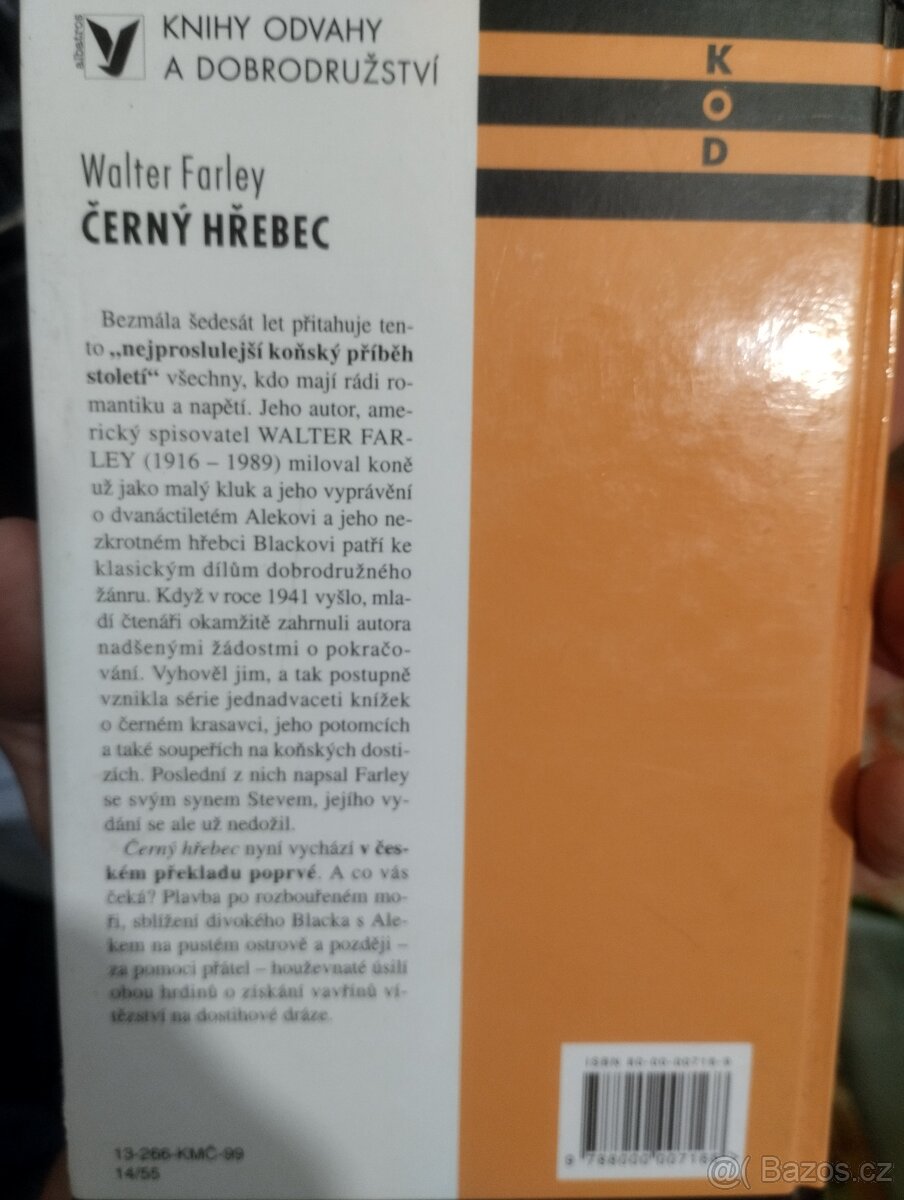 albatros
KNIHY ODVAHY
A DOBRODRUŽSTVÍ
K
O
D
Walter Farley
ČERNÝ HŘEBEC
Bezmála šedesát let přitahuje ten-
to „nejproslulejší koňský příběh
století“ všechny, kdo mají rádi ro-
mantiku a napětí. Jeho autor, ame-
rický spisovatel WALTER FAR-
LEY (1916 – 1989) miloval koně
už jako malý kluk a jeho vyprávění
o dvanáctiletém Alekovi a jeho ne-
zkrotném hřebci Blackovi patří ke
klasickým dílům dobrodružného
žánru. Když v roce 1941 vyšlo, mla-
dí čtenáři okamžitě zahrnuli autora
nadšenými žádostmi o pokračo-
vání. Vyhověl jim, a tak postupně
vznikla série jednadvaceti knížek
o černém krasavci, jeho potomcích
a také soupeřích na koňských dosti-
zích. Poslední z nich napsal Farley
se svým synem Stevem, jejího vy-
dání se ale už nedožil.
Černý hřebec nyní vychází v čes-
kém překladu poprvé. A co vás
čeká? Plavba po rozbouřeném mo-
ři, sblížení divokého Blacka s Ale-
kem na pustém ostrově a později –
za pomoci přátel – houževnaté úsilí
obou hrdinů o získání vavřínů ví-
tězství na dostihové dráze.
13-266-KMČ-99
14/55
ISBN 80-00-00718-9
@( Bazos.cz